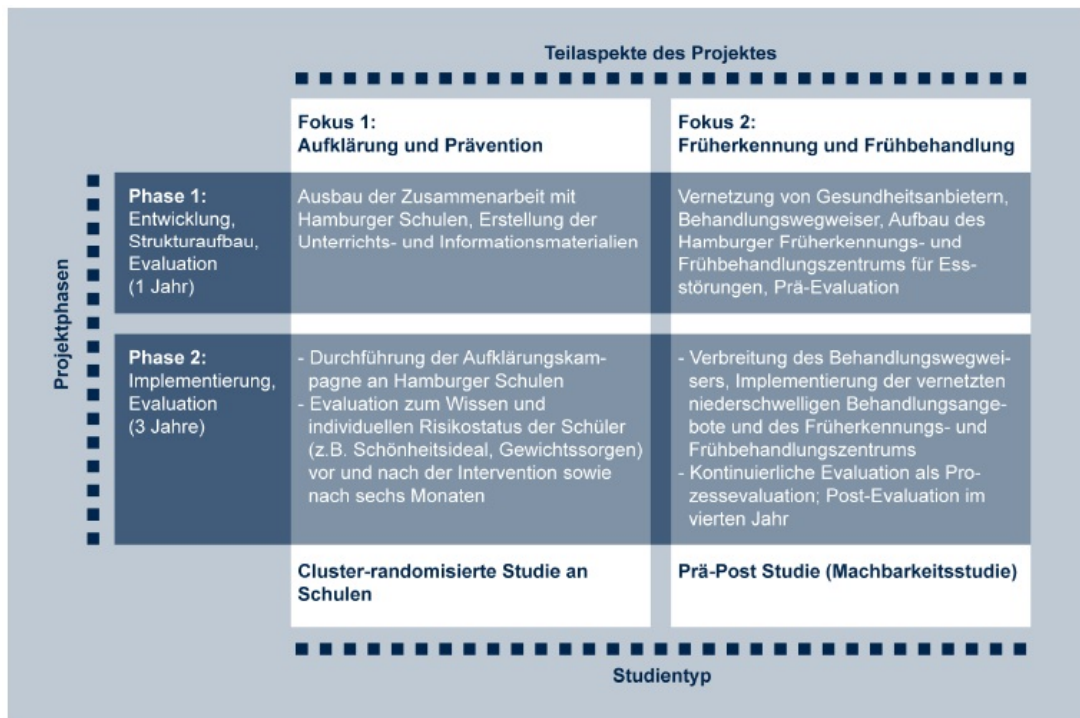 Teilaspekte des Projektes
Fokus 1:
Aufklärung und Prävention
Fokus 2:
Früherkennung und Frühbehandlung
Projektphasen
Phase 1:
Entwicklung,
Strukturaufbau,
Evaluation
(1 Jahr)
Ausbau der Zusammenarbeit mit
Hamburger Schulen, Erstellung der
Unterrichts- und Informationsmaterialien
Vernetzung von Gesundheitsanbietern,
Behandlungswegweiser, Aufbau des
Hamburger Früherkennungs- und
Frühbehandlungszentrums für Ess-
störungen, Prä-Evaluation
Phase 2:
Implementierung,
Evaluation
(3 Jahre)
- Durchführung der Aufklärungskam-
pagne an Hamburger Schulen
- Evaluation zum Wissen und
individuellen Risikostatus der Schüler
(z.B. Schönheitsideal, Gewichtssorgen)
vor und nach der Intervention sowie
nach sechs Monaten
- Verbreitung des Behandlungswegwei-
sers, Implementierung der vernetzten
niederschwelligen Behandlungsange-
bote und des Früherkennungs- und
Frühbehandlungszentrums
- Kontinuierliche Evaluation als Pro-
zessevaluation; Post-Evaluation im
vierten Jahr
Cluster-randomisierte Studie an
Schulen
Prä-Post Studie (Machbarkeitsstudie)
Studientyp